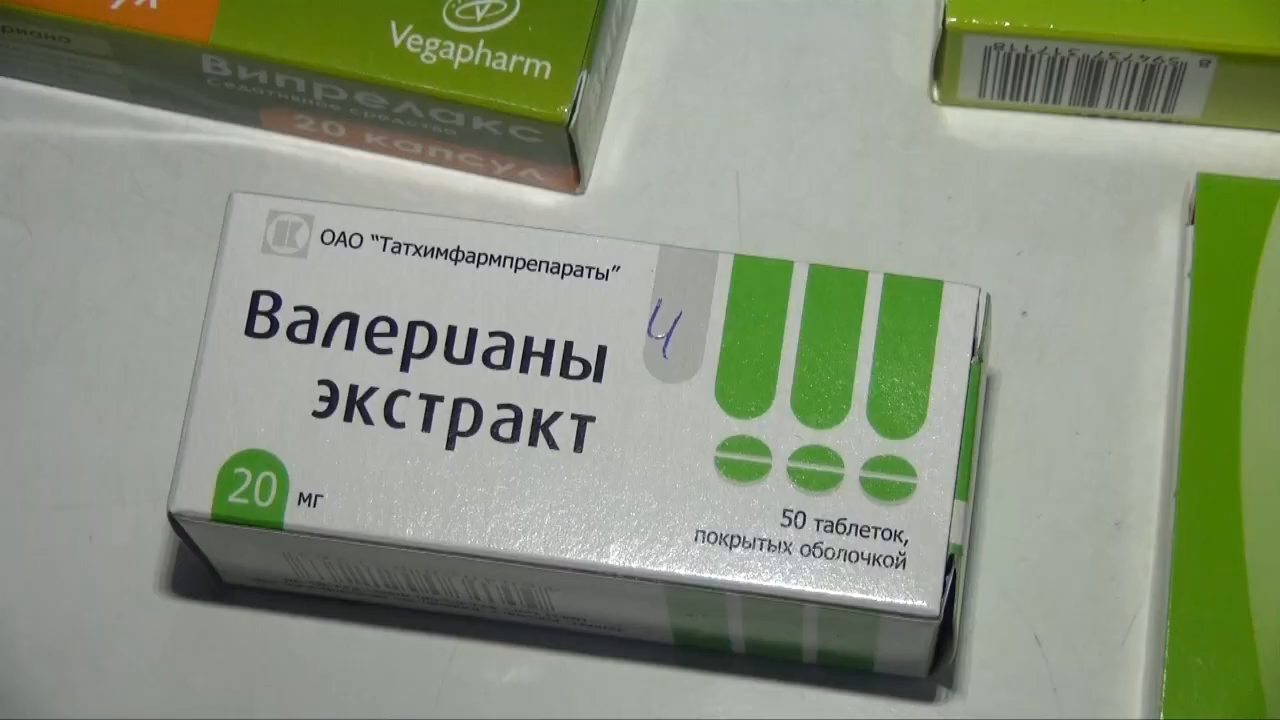 Vegapharm
Випрелакс
Седативное средство
20 капсул
ОАО “Татхимфармпрепараты”
Валерианы
экстракт
Ч
20 мг
50 таблеток,
покрытых оболочкой